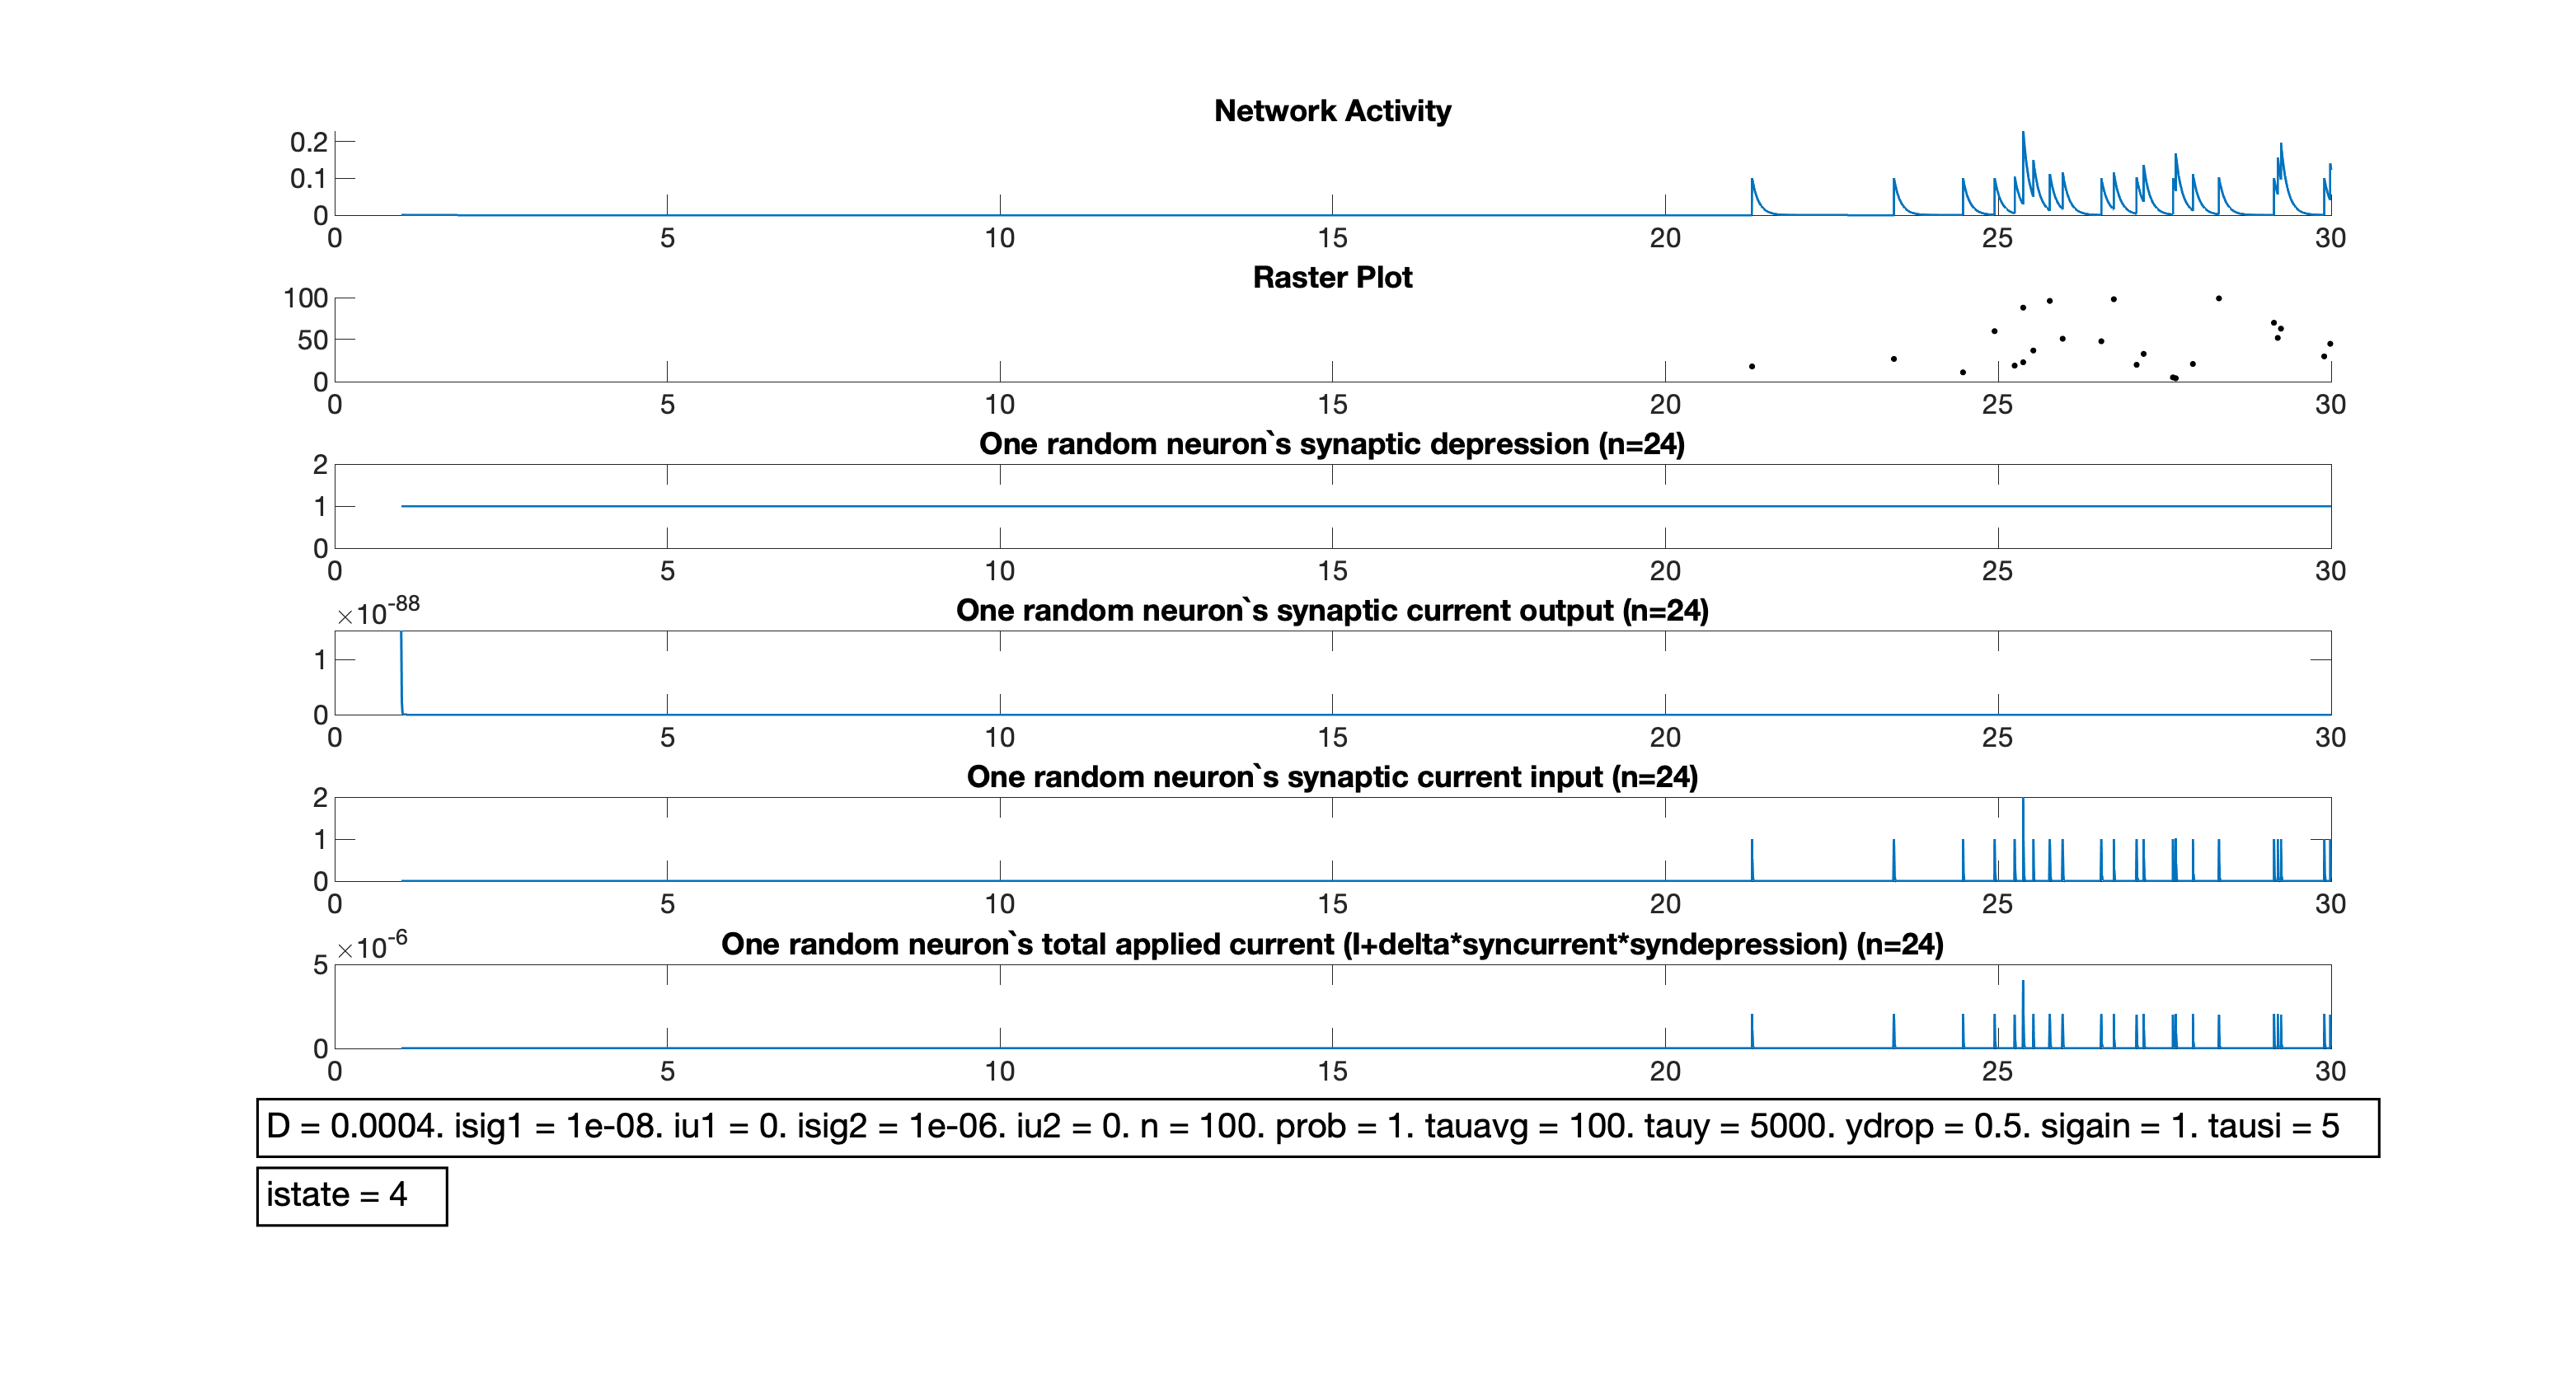 Network Activity
0.2
0.1
0
0 5 10 15 20 25 30
Raster Plot
100
50
0
0 5 10 15 20 25 30
One random neuron`s synaptic depression (n=24)
2
1
0
0 5 10 15 20 25 30
×10-88
One random neuron`s synaptic current output (n=24)
1
0
0 5 10 15 20 25 30
One random neuron`s synaptic current input (n=24)
2
1
0
0 5 10 15 20 25 30
×10-6
One random neuron`s total applied current (I+delta*syncurrent*syndepression) (n=24)
5
0
0 5 10 15 20 25 30
D = 0.0004. isig1 = 1e-08. iu1 = 0. isig2 = 1e-06. iu2 = 0. n = 100. prob = 1. tauavg = 100. tauy = 5000. ydrop = 0.5. sigain = 1. tausi = 5
istate = 4